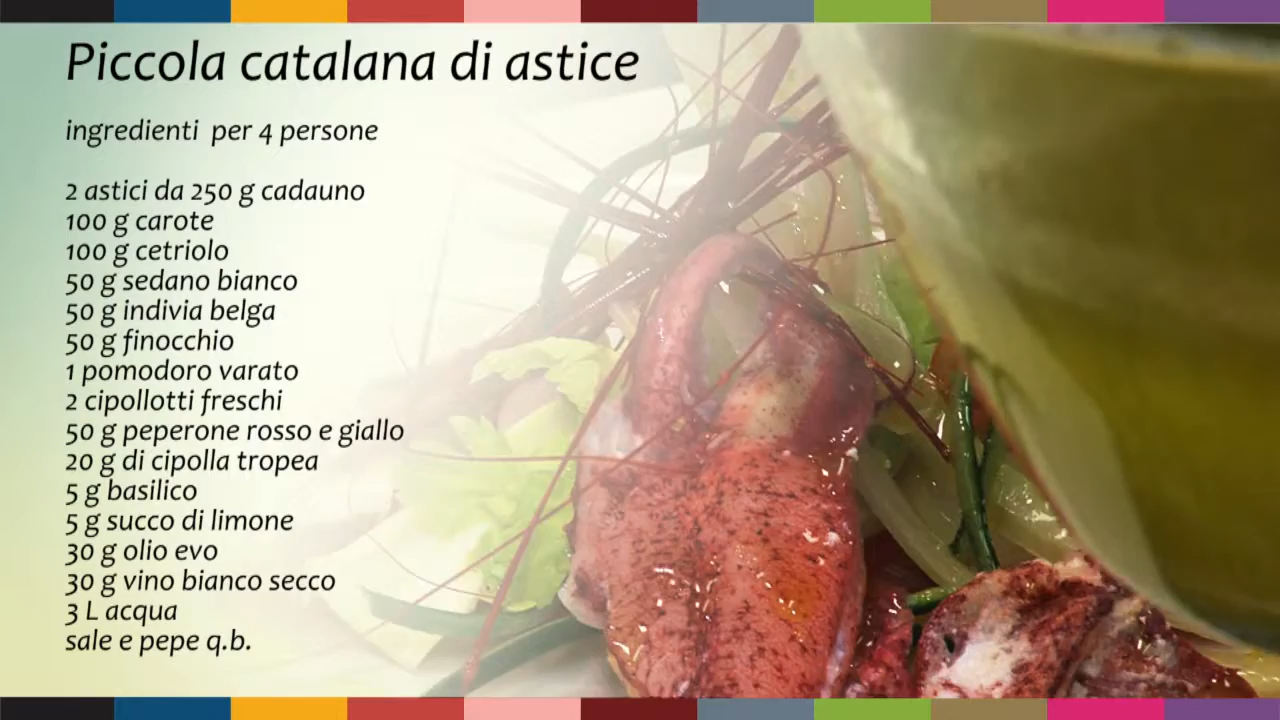 Piccola catalana di astice
ingredienti per 4 persone
2 astici da 250 g cadauno
100 g carote
100 g cetriolo
50 g sedano bianco
50 g indivia belga
50 g finocchio
1 pomodoro varato
2 cipollotti freschi
50 g peperone rosso e giallo
20 g di cipolla tropea
5 g basilico
5 g succo di limone
30 g olio evo
30 g vino bianco secco
3 L acqua
sale e pepe q.b.